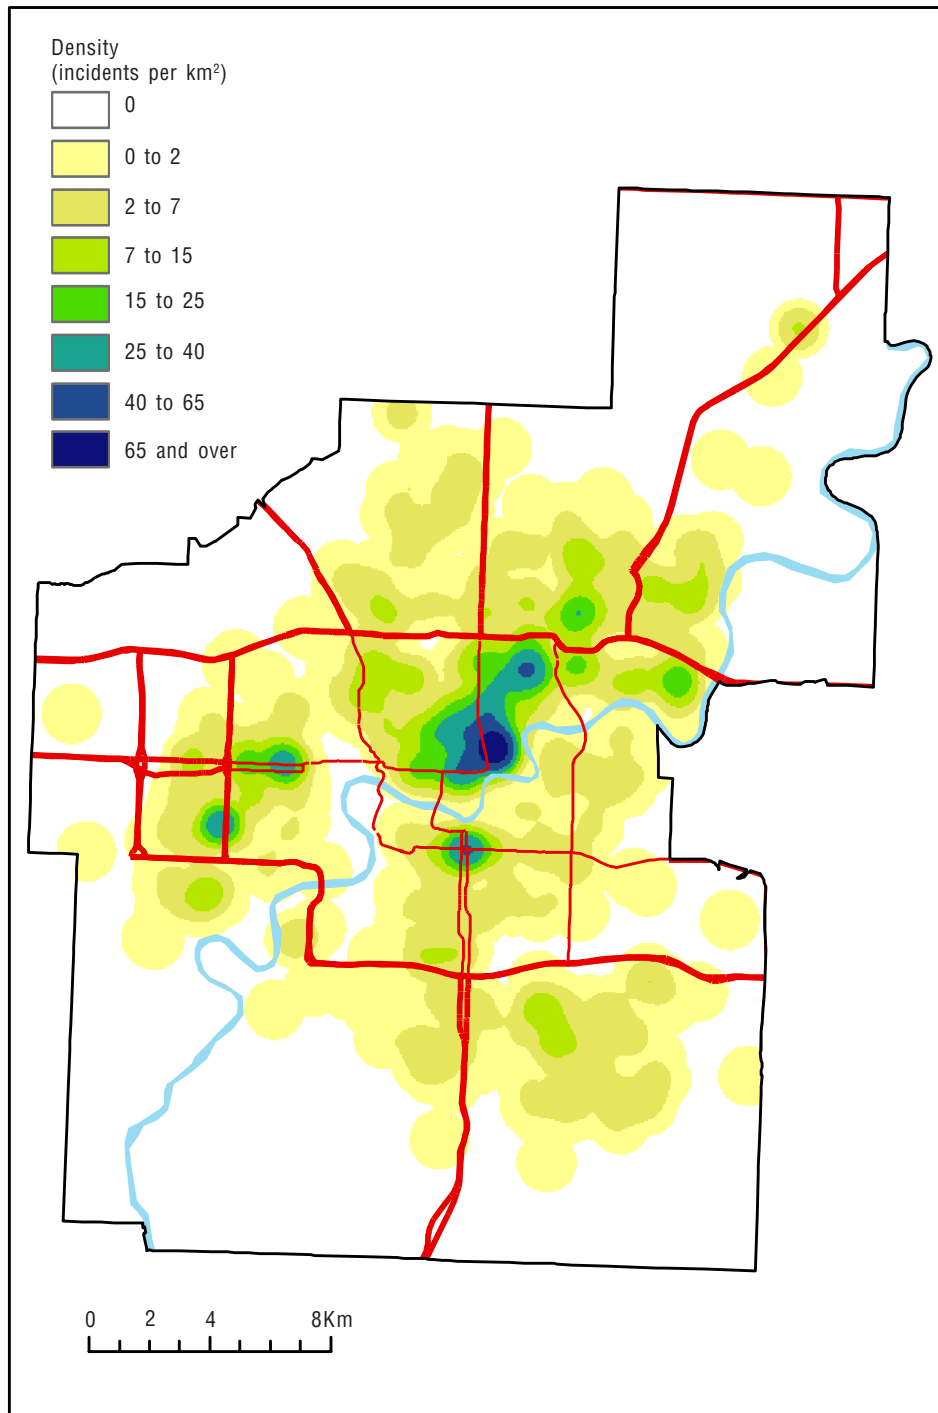 Density
(incidents per km²)
0
0 to 2
2 to 7
7 to 15
15 to 25
25 to 40
40 to 65
65 and over
0 2 4 8Km